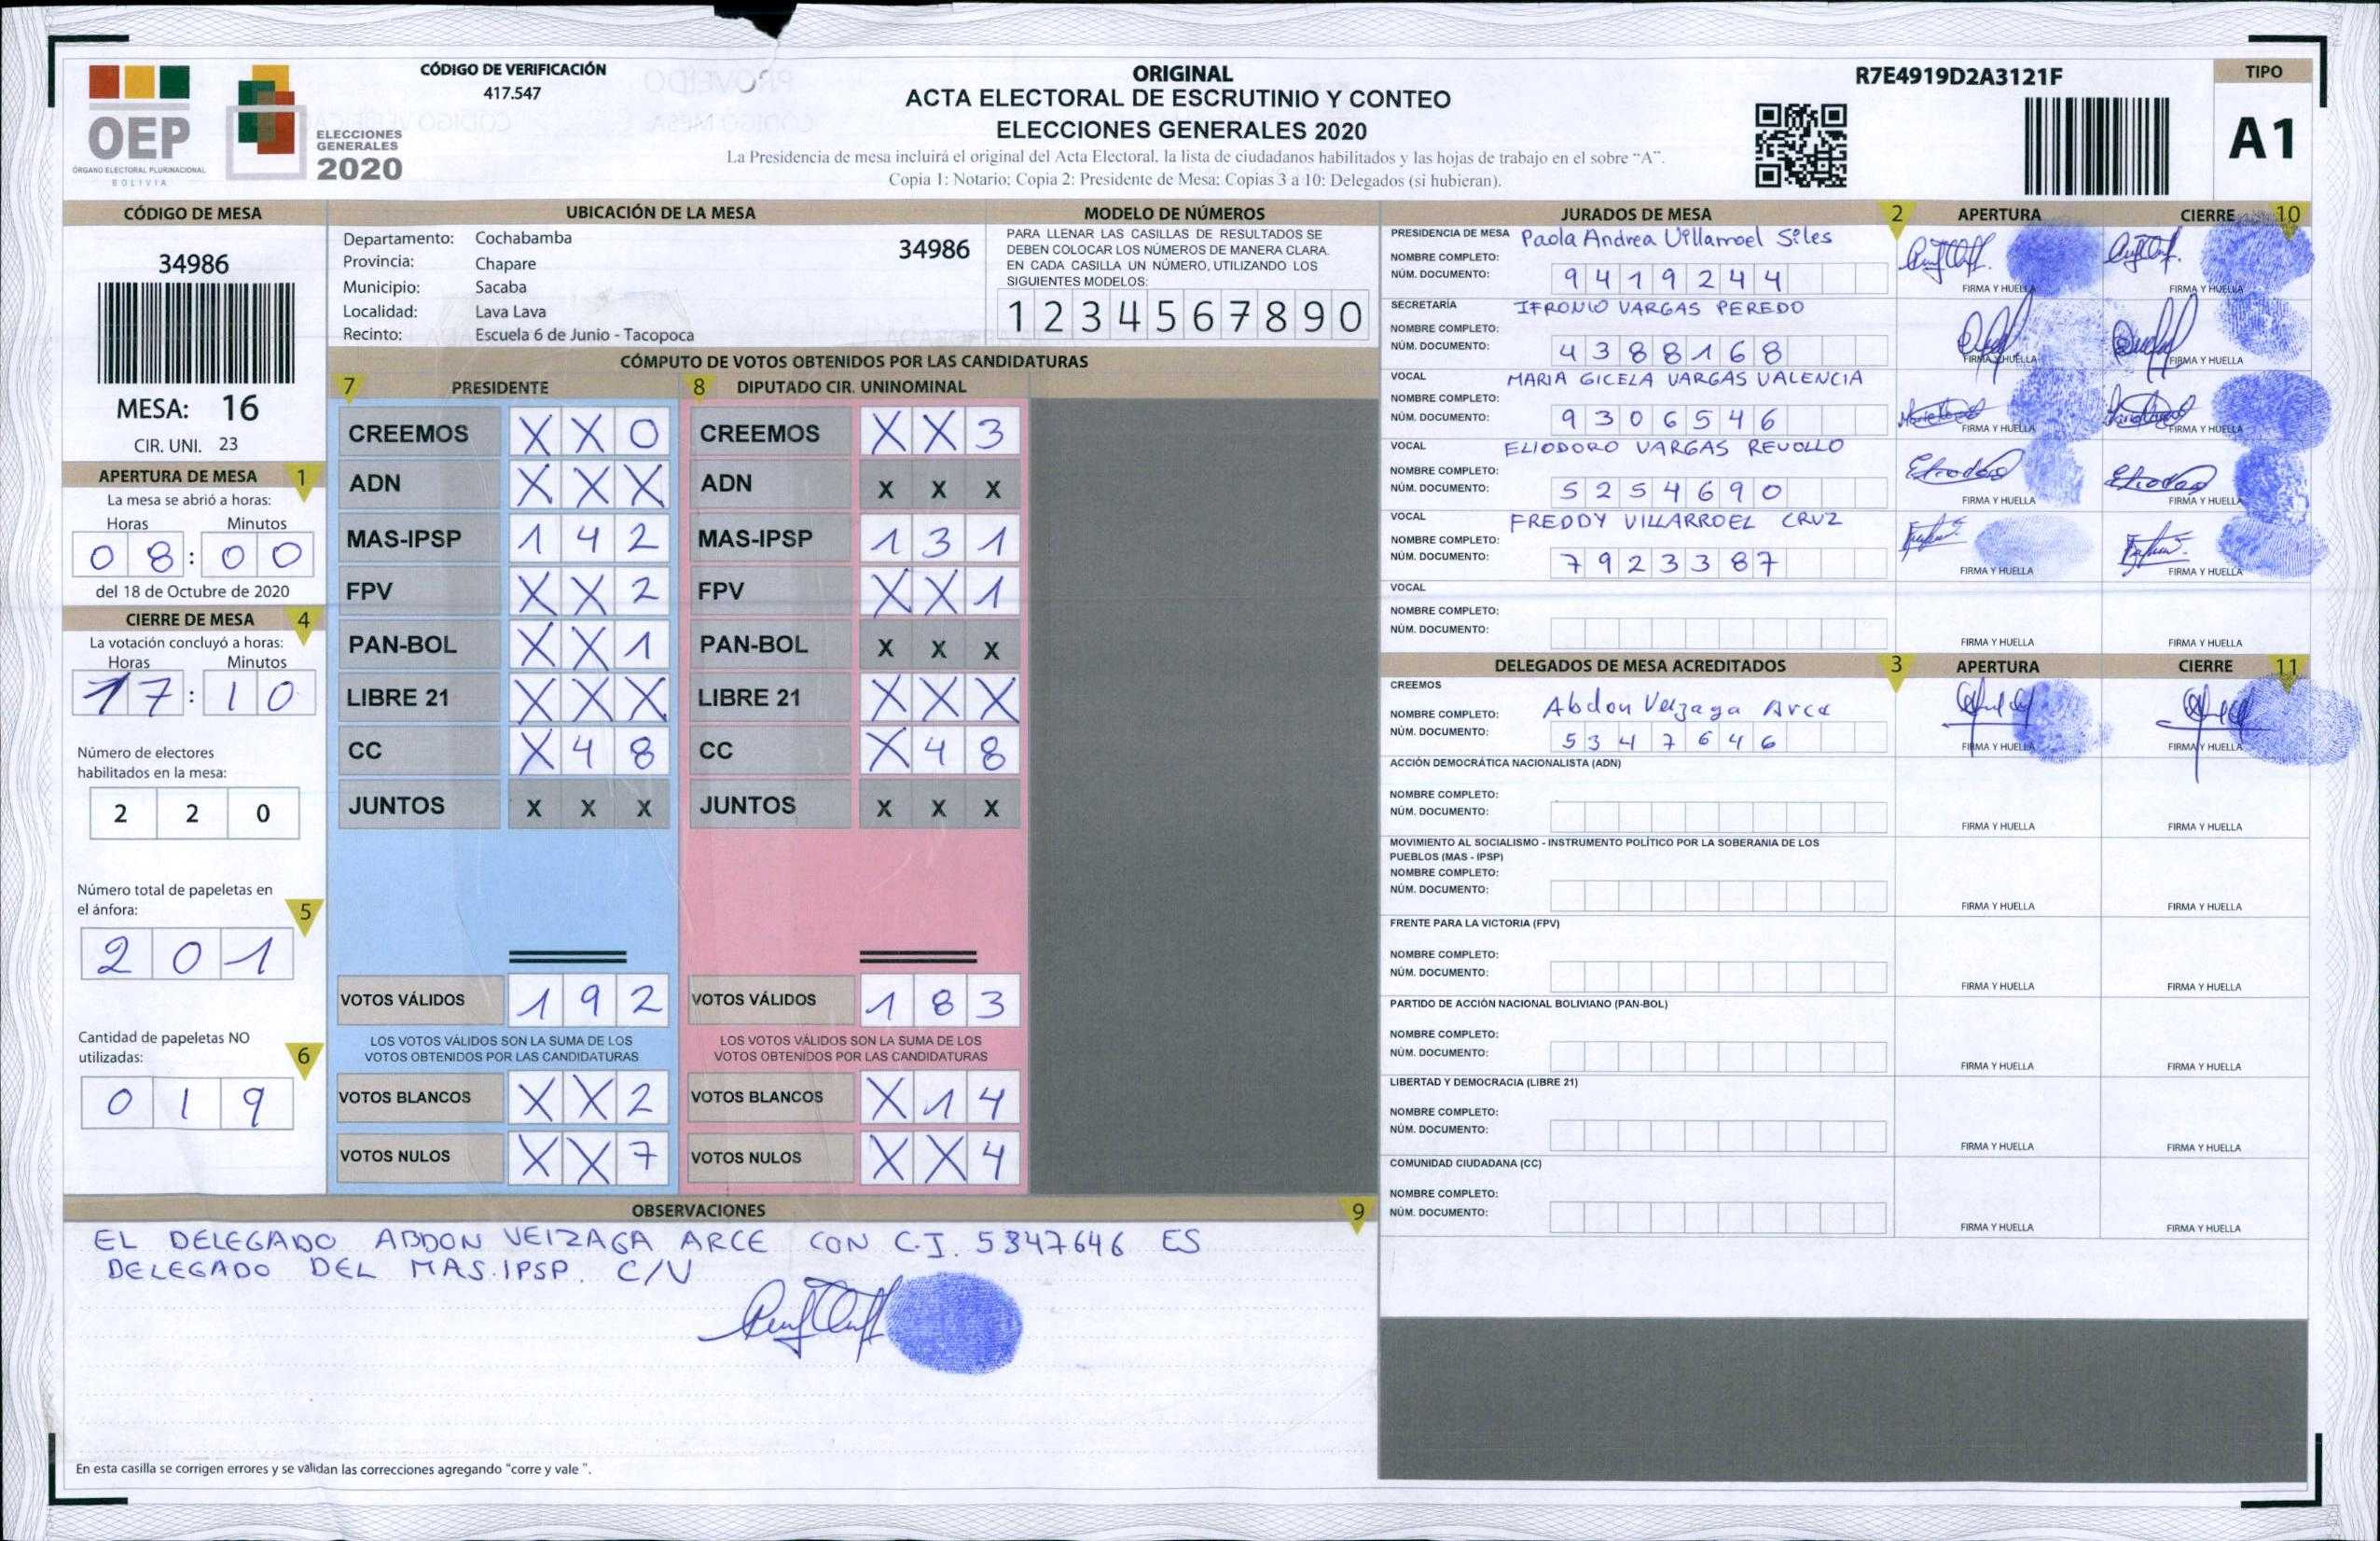 CÓDIGO DE VERIFICACIÓN
417.547
OEP
ÓRGANO ELECTORAL PLURINACIONAL
BOLIVIA
ELECCIONES
GENERALES
2020
ORIGINAL
ACTA ELECTORAL DE ESCRUTINIO Y CONTEO
ELECCIONES GENERALES 2020
La Presidencia de mesa incluirá el original del Acta Electoral, la lista de ciudadanos habilitados y las hojas de trabajo en el sobre "A".
Copia 1: Notario; Copia 2: Presidente de Mesa; Copias 3 a 10: Delegados (si hubieran).
R7E4919D2A3121F
TIPO
A1
CÓDIGO DE MESA
34986
MESA: 16
CIR. UNI. 23
APERTURA DE MESA 1
La mesa se abrió a horas:
Horas Minutos
0 8 : 0 0
del 18 de Octubre de 2020
CIERRE DE MESA 4
La votación concluyó a horas:
Horas Minutos
1 7 : 1 0
Número de electores
habilitados en la mesa:
2 2 0
Número total de papeletas en
el ánfora: 5
2 0 1
Cantidad de papeletas NO
utilizadas: 6
0 1 9
UBICACIÓN DE LA MESA
Departamento: Cochabamba 34986
Provincia: Chapare
Municipio: Sacaba
Localidad: Lava Lava
Recinto: Escuela 6 de Junio - Tacopoca
MODELO DE NÚMEROS
PARA LLENAR LAS CASILLAS DE RESULTADOS SE
DEBEN COLOCAR LOS NÚMEROS DE MANERA CLARA.
EN CADA CASILLA UN NÚMERO, UTILIZANDO LOS
SIGUIENTES MODELOS:
1 2 3 4 5 6 7 8 9 0
CÓMPUTO DE VOTOS OBTENIDOS POR LAS CANDIDATURAS
7 PRESIDENTE
CREEMOS X X 0
ADN X X X
MAS-IPSP 1 4 2
FPV X X 2
PAN-BOL X X 1
LIBRE 21 X X X
CC X 4 8
JUNTOS X X X
VOTOS VÁLIDOS 1 9 2
LOS VOTOS VÁLIDOS SON LA SUMA DE LOS
VOTOS OBTENIDOS POR LAS CANDIDATURAS
VOTOS BLANCOS X X 2
VOTOS NULOS X X 7
8 DIPUTADO CIR. UNINOMINAL
CREEMOS X X 3
ADN X X X
MAS-IPSP 1 3 1
FPV X X 1
PAN-BOL X X X
LIBRE 21 X X X
CC X 4 8
JUNTOS X X X
VOTOS VÁLIDOS 1 8 3
LOS VOTOS VÁLIDOS SON LA SUMA DE LOS
VOTOS OBTENIDOS POR LAS CANDIDATURAS
VOTOS BLANCOS X 1 4
VOTOS NULOS X X 4
OBSERVACIONES 9
EL DELEGADO ABDON VEIZAGA ARCE CON C.I. 5347646 ES
DELEGADO DEL MAS.IPSP. C/V
En esta casilla se corrigen errores y se validan las correcciones agregando "corre y vale ".
JURADOS DE MESA 2 APERTURA CIERRE 10
PRESIDENCIA DE MESA Paola Andrea Villarroel Siles
NOMBRE COMPLETO:
NÚM. DOCUMENTO: 9 4 1 9 2 4 4
FIRMA Y HUELLA FIRMA Y HUELLA
SECRETARÍA IFRONIO VARGAS PEREDO
NOMBRE COMPLETO:
NÚM. DOCUMENTO: 4 3 8 8 1 6 8
FIRMA Y HUELLA FIRMA Y HUELLA
VOCAL MARIA GICELA VARGAS VALENCIA
NOMBRE COMPLETO:
NÚM. DOCUMENTO: 9 3 0 6 5 4 6
FIRMA Y HUELLA FIRMA Y HUELLA
VOCAL ELIODORO VARGAS REVOLLO
NOMBRE COMPLETO:
NÚM. DOCUMENTO: 5 2 5 4 6 9 0
FIRMA Y HUELLA FIRMA Y HUELLA
VOCAL FREDDY VILLARROEL CRUZ
NOMBRE COMPLETO:
NÚM. DOCUMENTO: 7 9 2 3 3 8 7
FIRMA Y HUELLA FIRMA Y HUELLA
VOCAL
NOMBRE COMPLETO:
NÚM. DOCUMENTO:
FIRMA Y HUELLA FIRMA Y HUELLA
DELEGADOS DE MESA ACREDITADOS 3 APERTURA CIERRE 11
CREEMOS
NOMBRE COMPLETO: Abdon Veizaga Arce
NÚM. DOCUMENTO: 5 3 4 7 6 4 6
FIRMA Y HUELLA FIRMA Y HUELLA
ACCIÓN DEMOCRÁTICA NACIONALISTA (ADN)
NOMBRE COMPLETO:
NÚM. DOCUMENTO:
FIRMA Y HUELLA FIRMA Y HUELLA
MOVIMIENTO AL SOCIALISMO - INSTRUMENTO POLÍTICO POR LA SOBERANIA DE LOS
PUEBLOS (MAS - IPSP)
NOMBRE COMPLETO:
NÚM. DOCUMENTO:
FIRMA Y HUELLA FIRMA Y HUELLA
FRENTE PARA LA VICTORIA (FPV)
NOMBRE COMPLETO:
NÚM. DOCUMENTO:
FIRMA Y HUELLA FIRMA Y HUELLA
PARTIDO DE ACCIÓN NACIONAL BOLIVIANO (PAN-BOL)
NOMBRE COMPLETO:
NÚM. DOCUMENTO:
FIRMA Y HUELLA FIRMA Y HUELLA
LIBERTAD Y DEMOCRACIA (LIBRE 21)
NOMBRE COMPLETO:
NÚM. DOCUMENTO:
FIRMA Y HUELLA FIRMA Y HUELLA
COMUNIDAD CIUDADANA (CC)
NOMBRE COMPLETO:
NÚM. DOCUMENTO:
FIRMA Y HUELLA FIRMA Y HUELLA